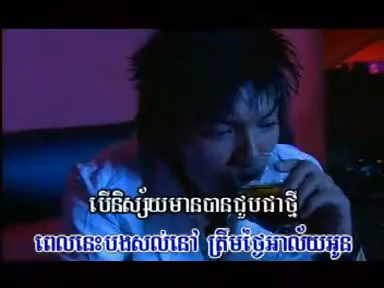 បើនិស្ស័យមានបានជួបជាថ្មី
ពេលនេះបងសល់នៅ ត្រឹមថ្ងៃអាល័យអូន